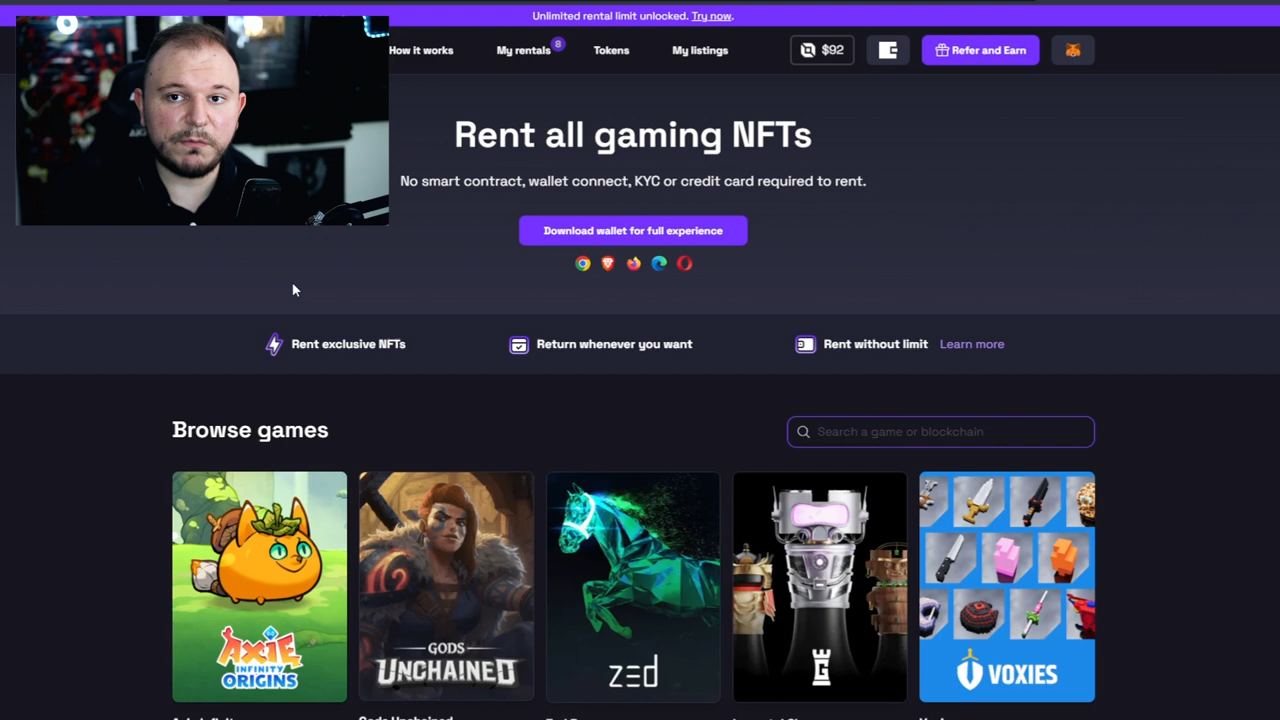 Unlimited rental limit unlocked. Try now.
How it works
My rentals 8
Tokens
My listings
$92
Refer and Earn
Rent all gaming NFTs
No smart contract, wallet connect, KYC or credit card required to rent.
Download wallet for full experience
Rent exclusive NFTs
Return whenever you want
Rent without limit Learn more
Browse games
Search a game or blockchain
AXIE
INFINITY
ORIGINS
GODS
UNCHAINED
zed
VOXIES
Gods Unchained